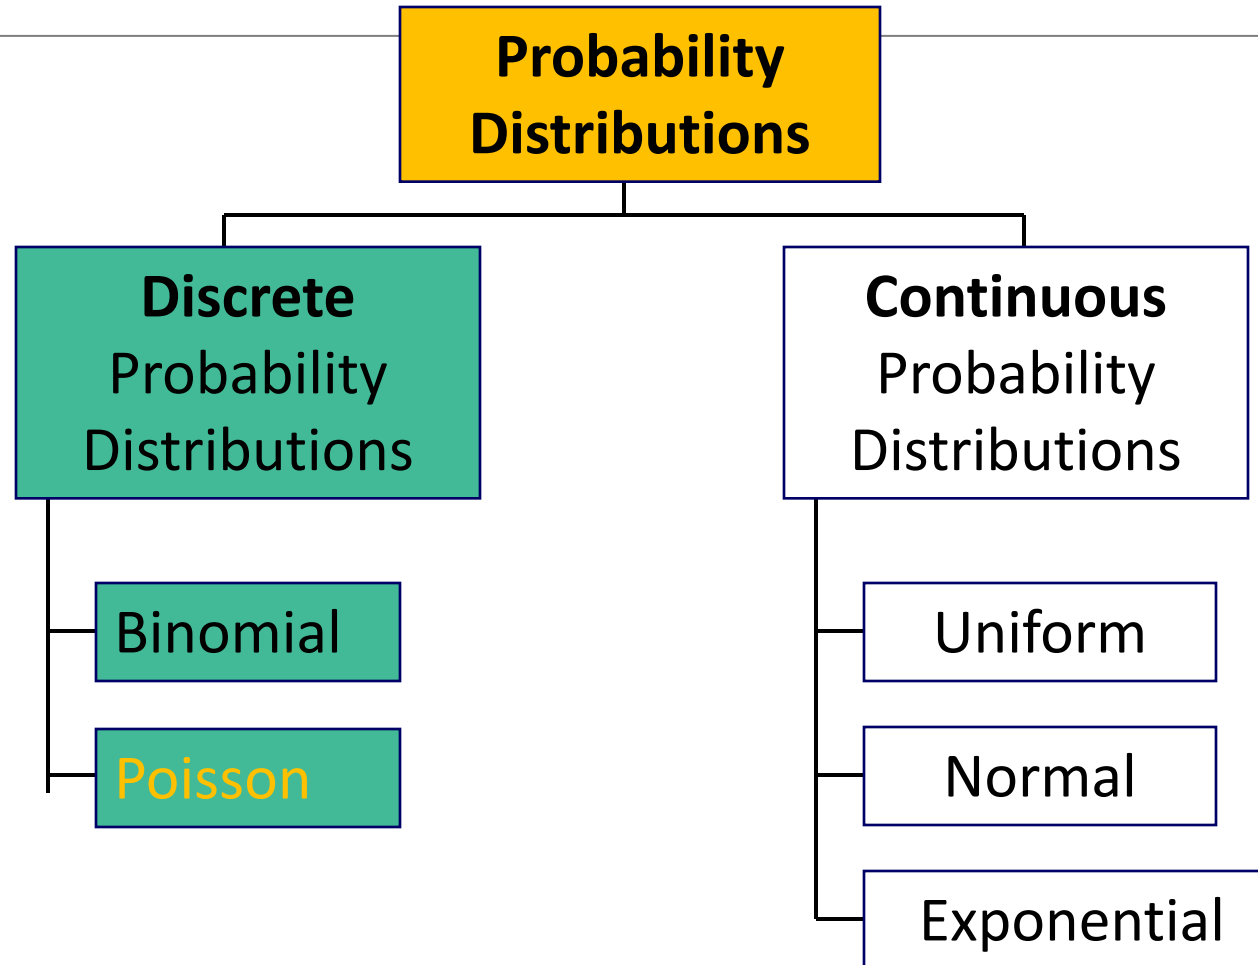 Probability
Distributions
Discrete
Probability
Distributions
Binomial
Poisson
Continuous
Probability
Distributions
Uniform
Normal
Exponential